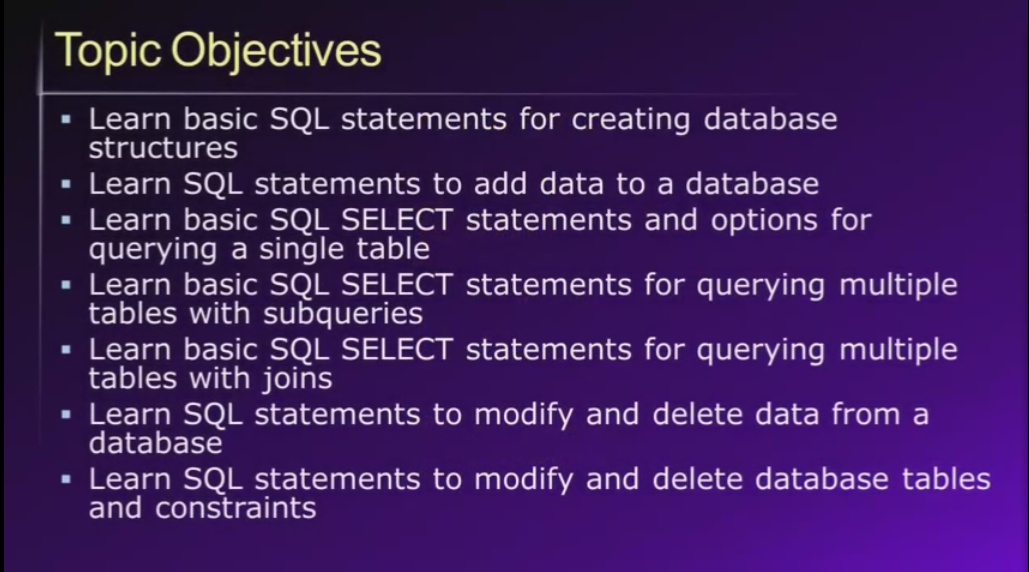 Topic Objectives
▪ Learn basic SQL statements for creating database
structures
▪ Learn SQL statements to add data to a database
▪ Learn basic SQL SELECT statements and options for
querying a single table
▪ Learn basic SQL SELECT statements for querying multiple
tables with subqueries
▪ Learn basic SQL SELECT statements for querying multiple
tables with joins
▪ Learn SQL statements to modify and delete data from a
database
▪ Learn SQL statements to modify and delete database tables
and constraints